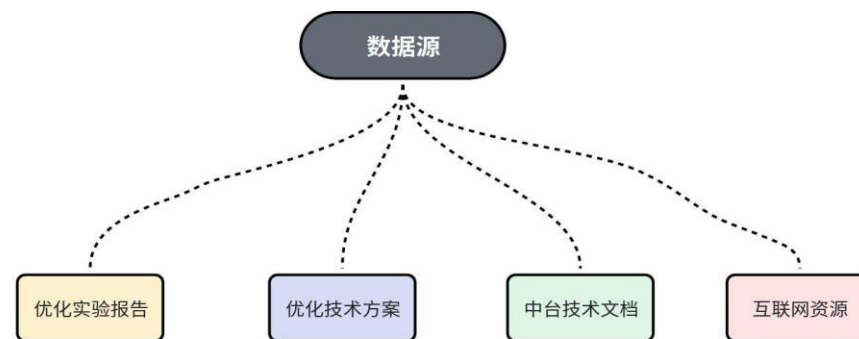 数据源
优化实验报告
优化技术方案
中台技术文档
互联网资源